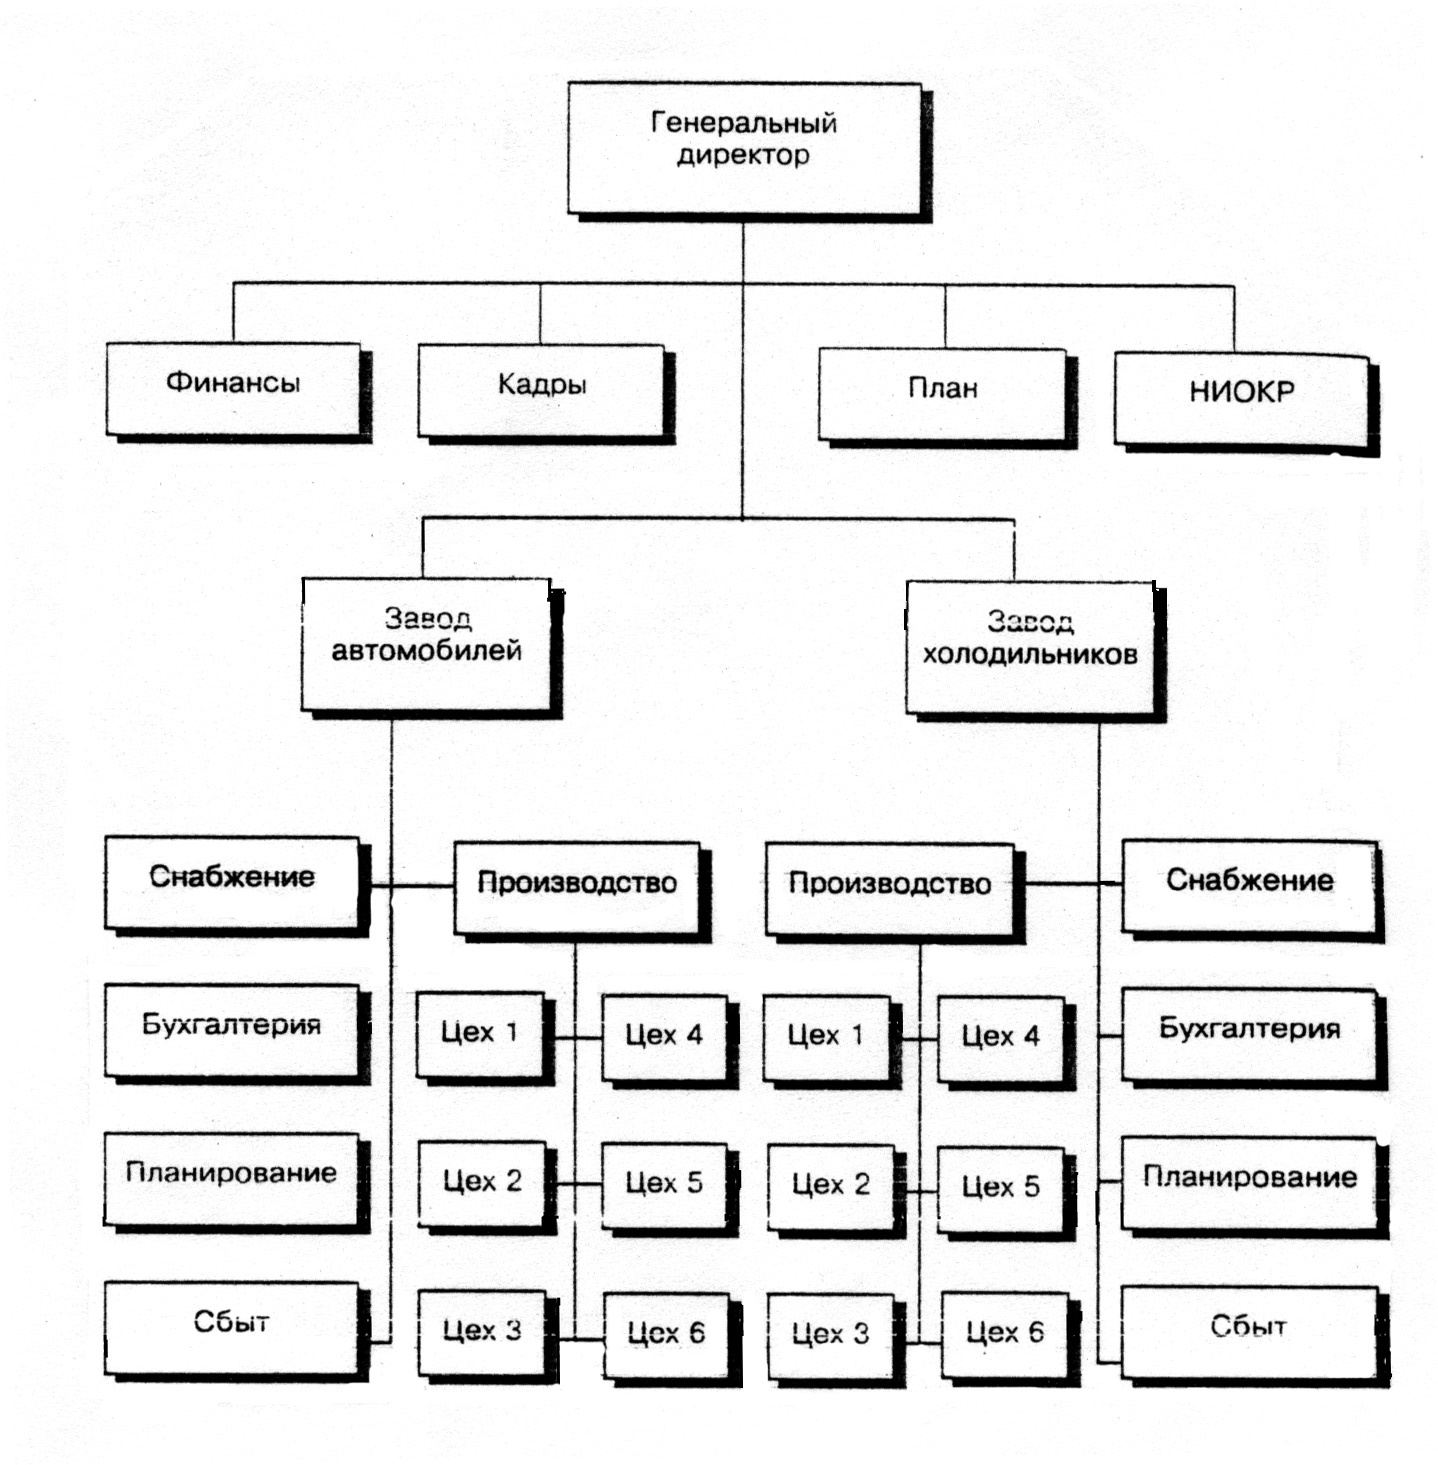 Генеральный
директор
Финансы
Кадры
План
НИОКР
Завод
автомобилей
Завод
холодильников
Снабжение
Производство
Производство
Снабжение
Бухгалтерия
Цех 1
Цех 4
Цех 1
Цех 4
Бухгалтерия
Планирование
Цех 2
Цех 5
Цех 2
Цех 5
Планирование
Сбыт
Цех 3
Цех 6
Цех 3
Цех 6
Сбыт